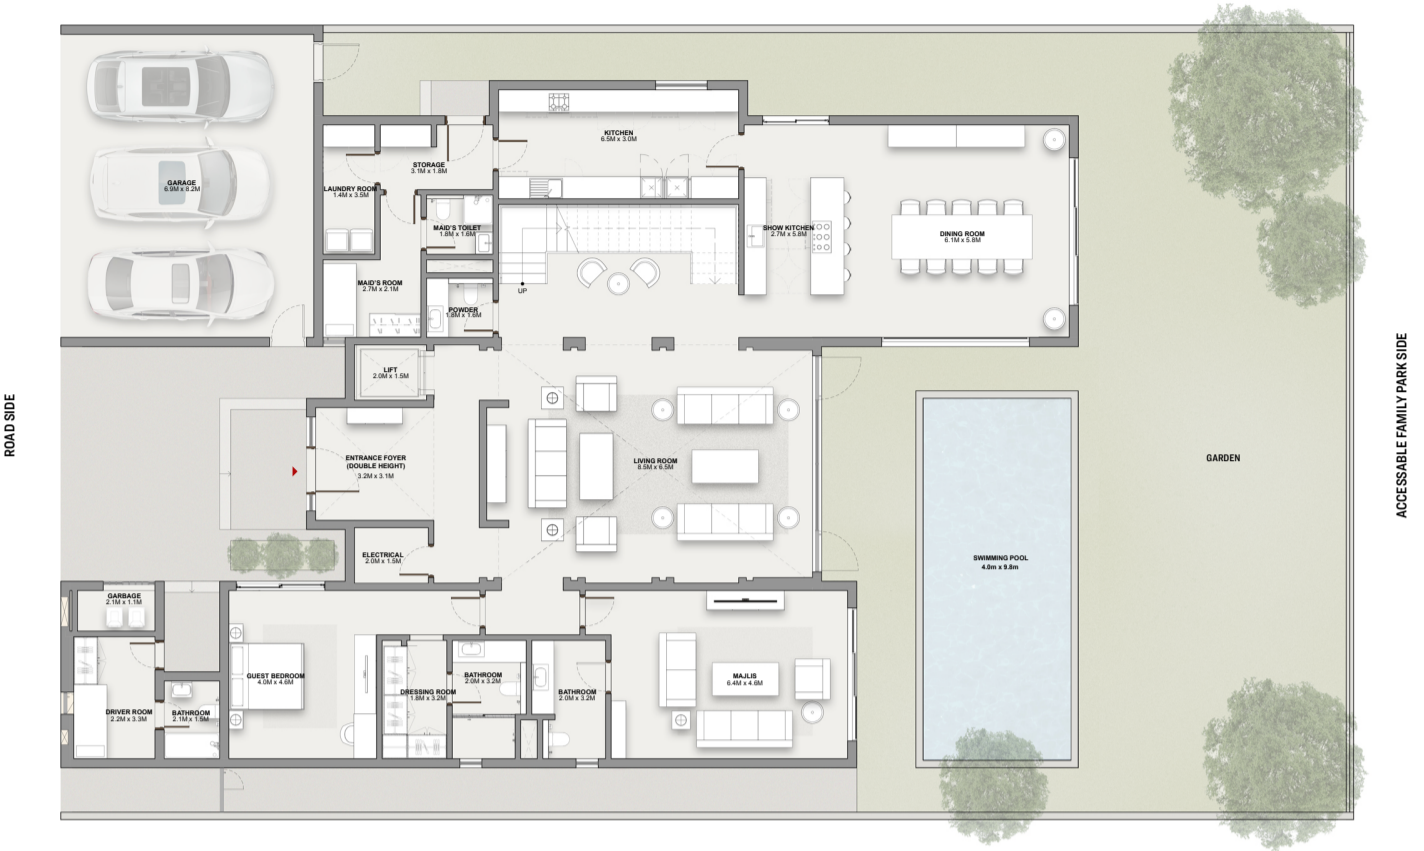 KITCHEN
6.5M x 3.0M
STORAGE
3.1M x 1.8M
GARAGE
6.9M x 8.2M
LAUNDRY ROOM
1.4M x 3.5M
MAID'S TOILET
1.8M x 1.6M
SHOW KITCHEN
2.7M x 5.8M
DINING ROOM
6.1M x 5.8M
MAID'S ROOM
2.7M x 2.1M
UP
POWDER
1.8M x 1.6M
LIFT
2.0M x 1.5M
ROAD SIDE
ACCESSABLE FAMILY PARK SIDE
ENTRANCE FOYER
(DOUBLE HEIGHT)
3.2M x 3.1M
LIVING ROOM
8.5M x 6.5M
GARDEN
ELECTRICAL
2.0M x 1.5M
SWIMMING POOL
4.0m x 9.8m
GARBAGE
2.1M x 1.1M
GUEST BEDROOM
4.0M x 4.6M
DRESSING ROOM
1.8M x 3.2M
BATHROOM
2.0M x 3.2M
BATHROOM
2.0M x 3.2M
MAJLIS
6.4M x 4.6M
DRIVER ROOM
2.2M x 3.3M
BATHROOM
2.1M x 1.5M